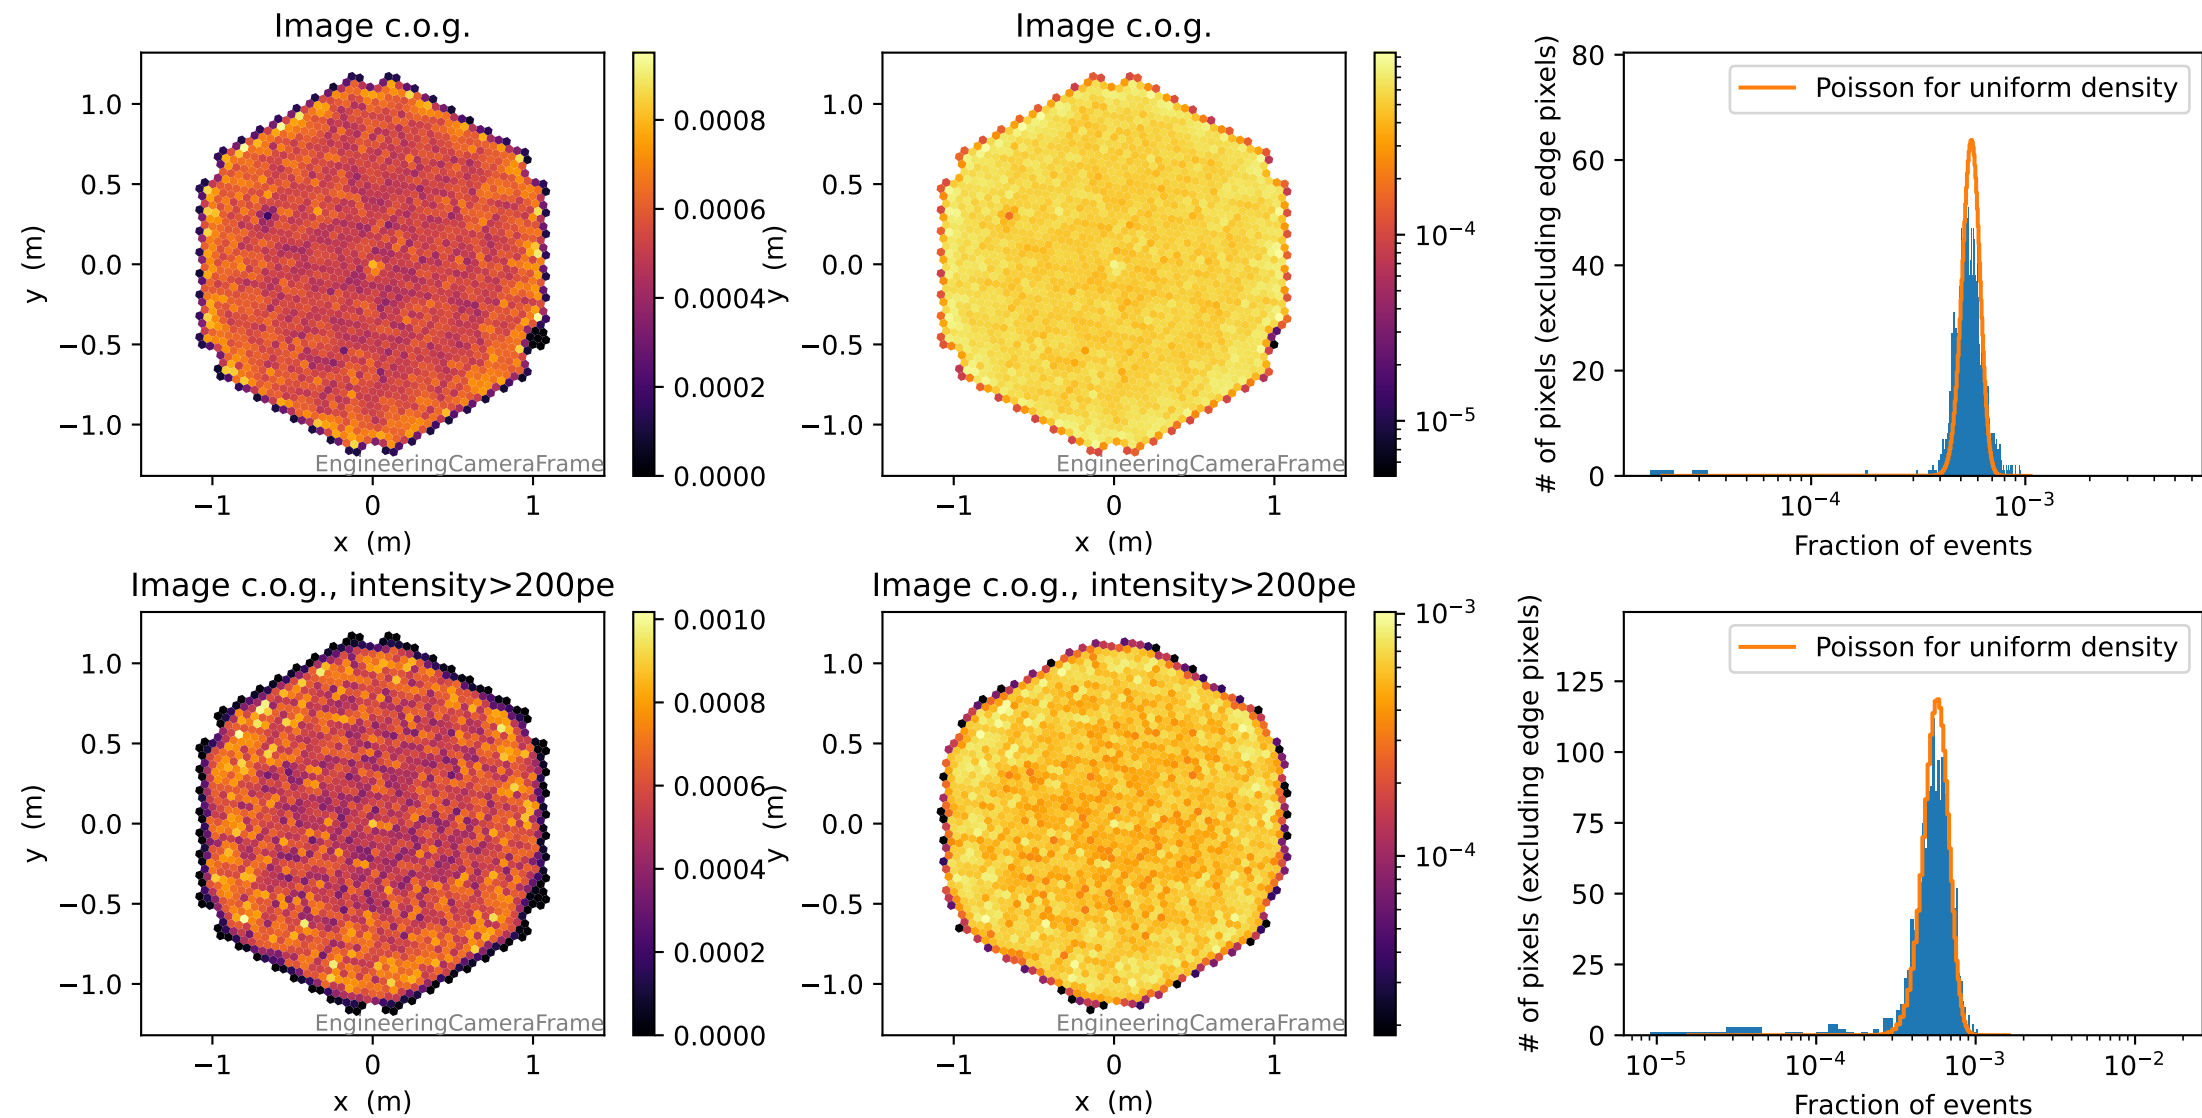 Image c.o.g.
1.0
0.5
0.0
−0.5
−1.0
y (m)
−1
0
1
x (m)
EngineeringCameraFrame
0.0008
0.0006
0.0004
0.0002
0.0000
Image c.o.g.
1.0
0.5
0.0
−0.5
−1.0
y (m)
−1
0
1
x (m)
EngineeringCameraFrame
10⁻⁴
10⁻⁵
# of pixels (excluding edge pixels)
80
60
40
20
0
Poisson for uniform density
10⁻⁴
10⁻³
Fraction of events
Image c.o.g., intensity>200pe
1.0
0.5
0.0
−0.5
−1.0
y (m)
−1
0
1
x (m)
EngineeringCameraFrame
0.0010
0.0008
0.0006
0.0004
0.0002
0.0000
Image c.o.g., intensity>200pe
1.0
0.5
0.0
−0.5
−1.0
y (m)
−1
0
1
x (m)
EngineeringCameraFrame
10⁻³
10⁻⁴
# of pixels (excluding edge pixels)
125
100
75
50
25
0
Poisson for uniform density
10⁻⁵
10⁻⁴
10⁻³
10⁻²
Fraction of events